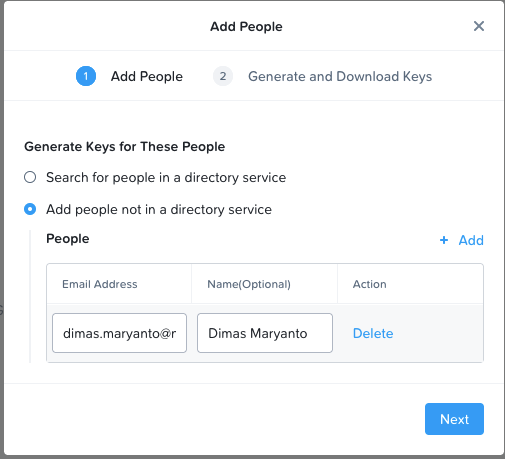 Add People
1 Add People 2 Generate and Download Keys
Generate Keys for These People
Search for people in a directory service
Add people not in a directory service
People + Add
Email Address Name(Optional) Action
dimas.maryanto@r Dimas Maryanto Delete
Next